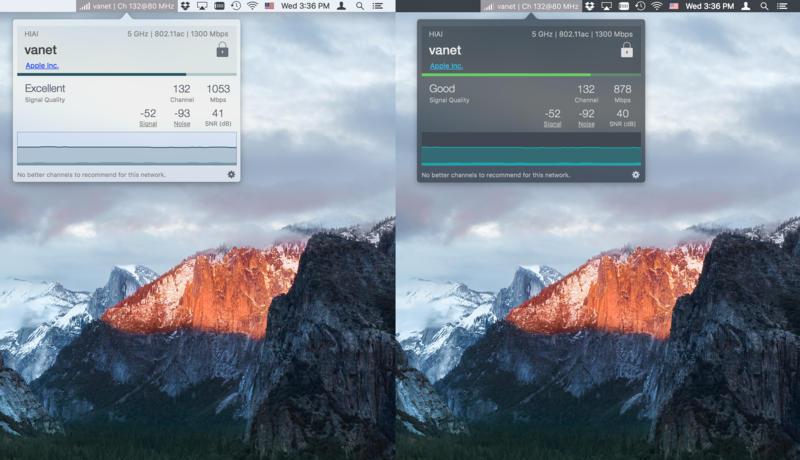 vanet | Ch 132@80 MHz
Wed 3:36 PM
HIAI
5 GHz | 802.11ac | 1300 Mbps
vanet
Apple Inc.
Excellent
132
1053
Signal Quality
Channel
Mbps
-52
-93
41
Signal
Noise
SNR (dB)
No better channels to recommend for this network.
vanet | Ch 132@80 MHz
Wed 3:36 PM
HIAI
5 GHz | 802.11ac | 1300 Mbps
vanet
Apple Inc.
Good
132
878
Signal Quality
Channel
Mbps
-52
-92
40
Signal
Noise
SNR (dB)
No better channels to recommend for this network.